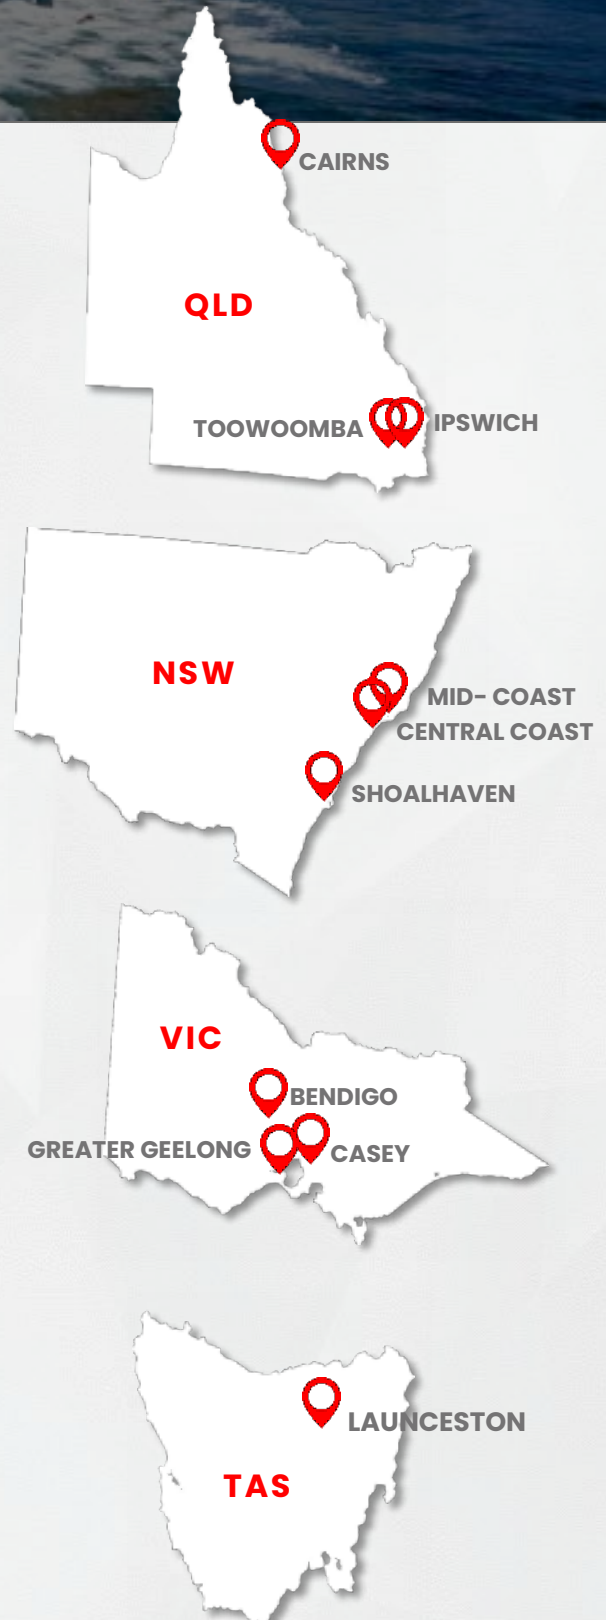 CAIRNS
QLD
TOOWOOMBA
IPSWICH
NSW
MID- COAST
CENTRAL COAST
SHOALHAVEN
VIC
BENDIGO
GREATER GEELONG
CASEY
LAUNCESTON
TAS